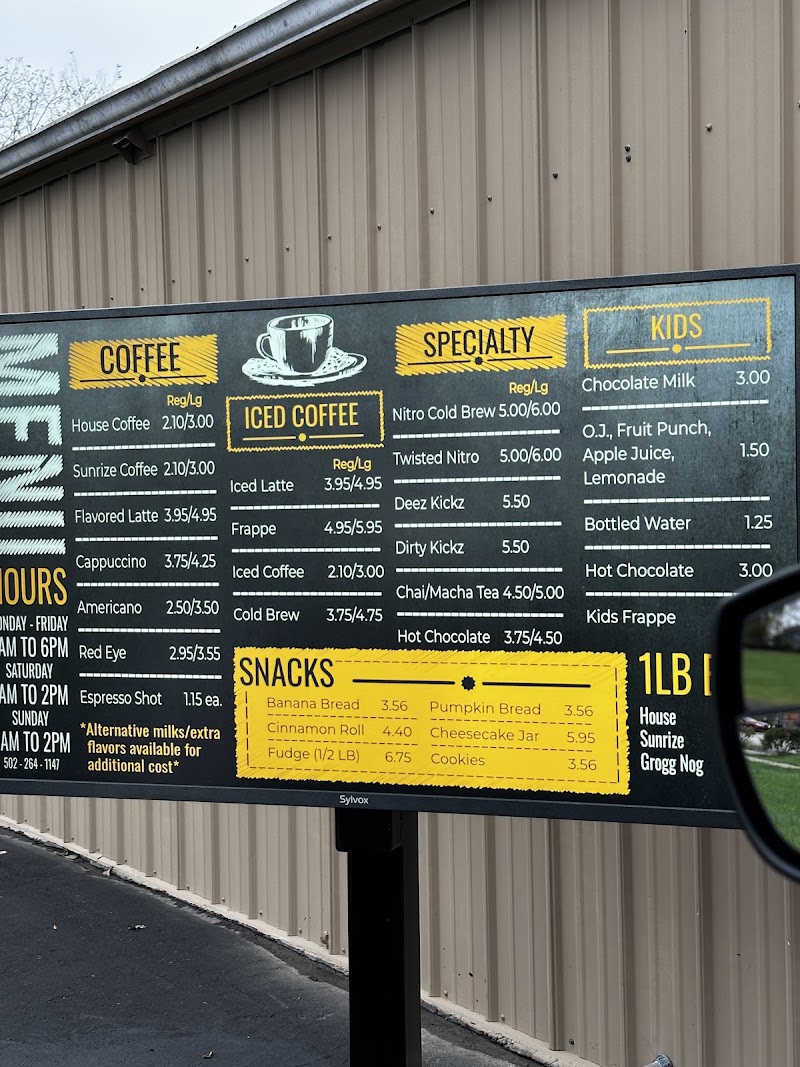 MENU
HOURS
MONDAY - FRIDAY
AM TO 6PM
SATURDAY
AM TO 2PM
SUNDAY
AM TO 2PM
502 - 264 - 1147
COFFEE
Reg/Lg
House Coffee 2.10/3.00
Sunrize Coffee 2.10/3.00
Flavored Latte 3.95/4.95
Cappuccino 3.75/4.25
Americano 2.50/3.50
Red Eye 2.95/3.55
Espresso Shot 1.15 ea.
*Alternative milks/extra
flavors available for
additional cost*
ICED COFFEE
Reg/Lg
Iced Latte 3.95/4.95
Frappe 4.95/5.95
Iced Coffee 2.10/3.00
Cold Brew 3.75/4.75
SPECIALTY
Reg/Lg
Nitro Cold Brew 5.00/6.00
Twisted Nitro 5.00/6.00
Deez Kickz 5.50
Dirty Kickz 5.50
Chai/Macha Tea 4.50/5.00
Hot Chocolate 3.75/4.50
KIDS
Chocolate Milk 3.00
O.J., Fruit Punch,
Apple Juice, 1.50
Lemonade
Bottled Water 1.25
Hot Chocolate 3.00
Kids Frappe
SNACKS
Banana Bread 3.56
Cinnamon Roll 4.40
Fudge (1/2 LB) 6.75
Pumpkin Bread 3.56
Cheesecake Jar 5.95
Cookies 3.56
1LB
House
Sunrize
Grogg Nog
Sylvox